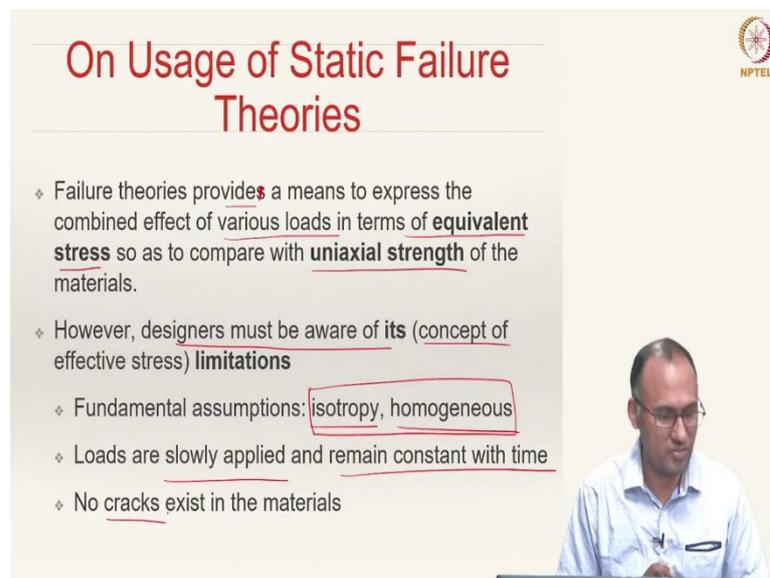 On Usage of Static Failure
Theories
NPTEL
Failure theories provides a means to express the
combined effect of various loads in terms of equivalent
stress so as to compare with uniaxial strength of the
materials.
However, designers must be aware of its (concept of
effective stress) limitations
Fundamental assumptions: isotropy, homogeneous
Loads are slowly applied and remain constant with time
No cracks exist in the materials